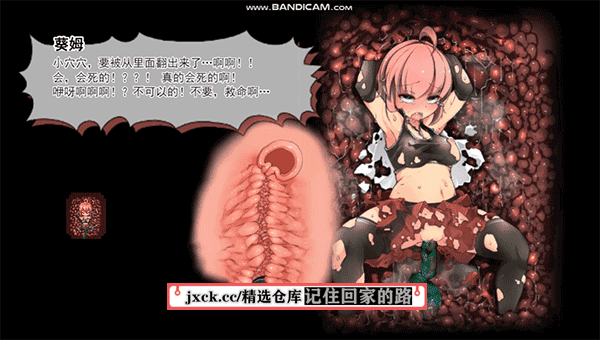 WWW.BANDICAM.COM
葵姆
小穴穴，要被从里面翻出来了…啊啊！！
会，会死的！？？！ 真的会死的啊！
咿呀啊啊啊！？不可以的！不要，救命啊…
jxck.cc/精选仓库 记住回家的路